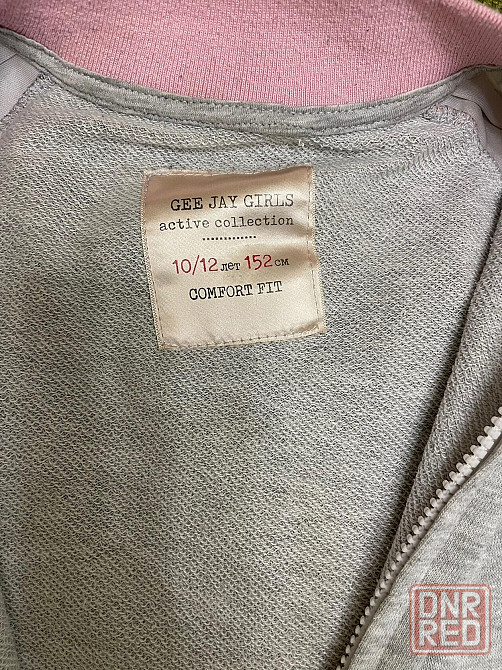 GEE JAY GIRLS
active collection
10/12 лет 152 см
COMFORT FIT
DNR
RED